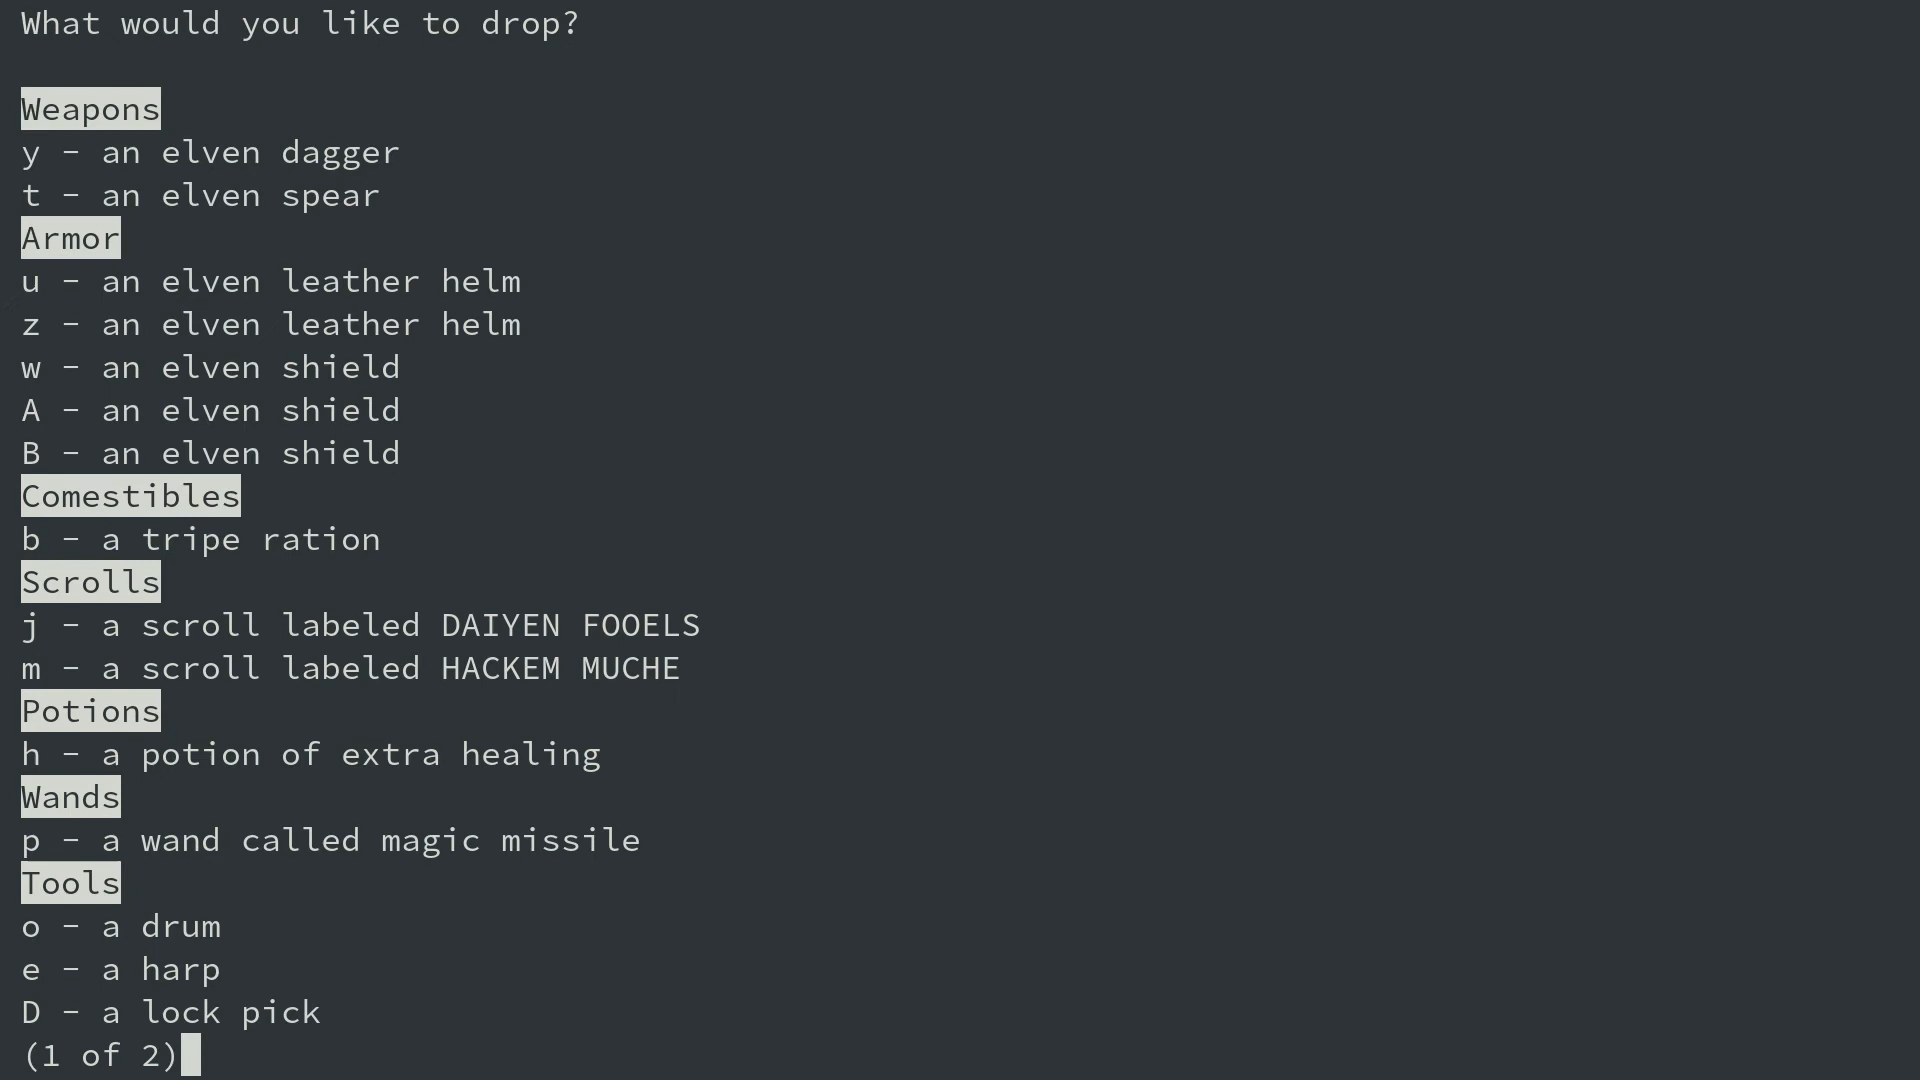 What would you like to drop?
Weapons
y - an elven dagger
t - an elven spear
Armor
u - an elven leather helm
z - an elven leather helm
w - an elven shield
A - an elven shield
B - an elven shield
Comestibles
b - a tripe ration
Scrolls
j - a scroll labeled DAIYEN FOOELS
m - a scroll labeled HACKEM MUCHE
Potions
h - a potion of extra healing
Wands
p - a wand called magic missile
Tools
o - a drum
e - a harp
D - a lock pick
(1 of 2)